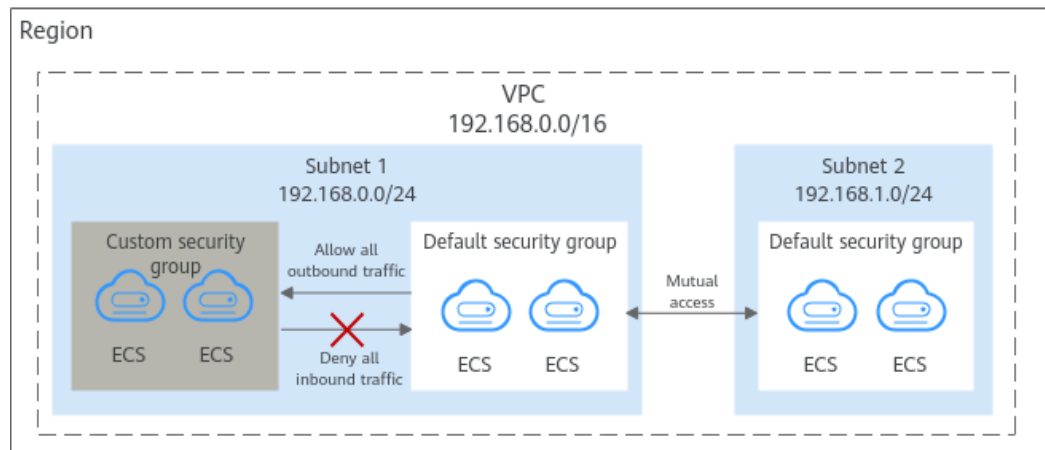 Region
VPC
192.168.0.0/16
Subnet 1
192.168.0.0/24
Custom security
group
ECS
ECS
Allow all
outbound traffic
Deny all
inbound traffic
Default security group
ECS
ECS
Mutual
access
Subnet 2
192.168.1.0/24
Default security group
ECS
ECS